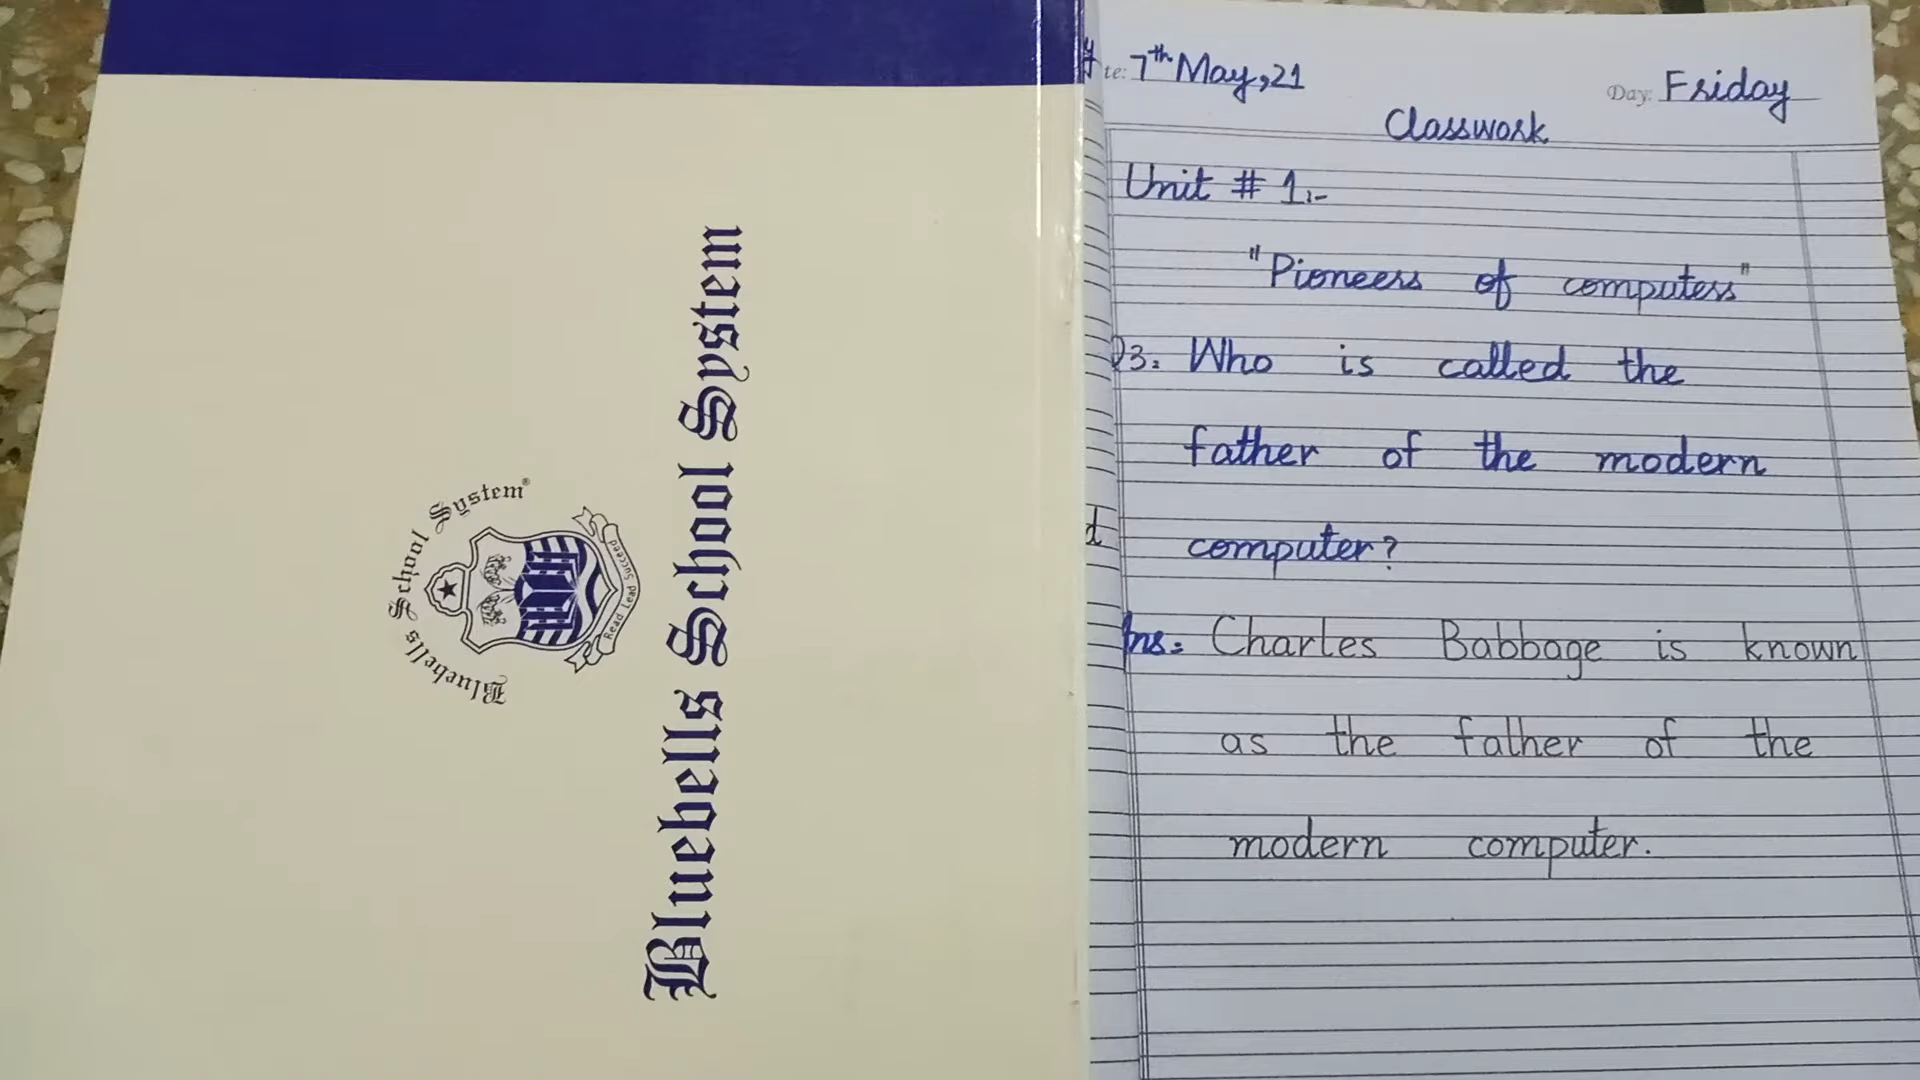 Bluebells School System
Bluebells School System®
Read Lead Succeed
te: 7th May,21
Day: Friday
Classwork
Unit # 1:-
"Pioneers of computers"
Q3: Who is called the
father of the modern
computer?
Ans: Charles Babbage is known
as the father of the
modern computer.